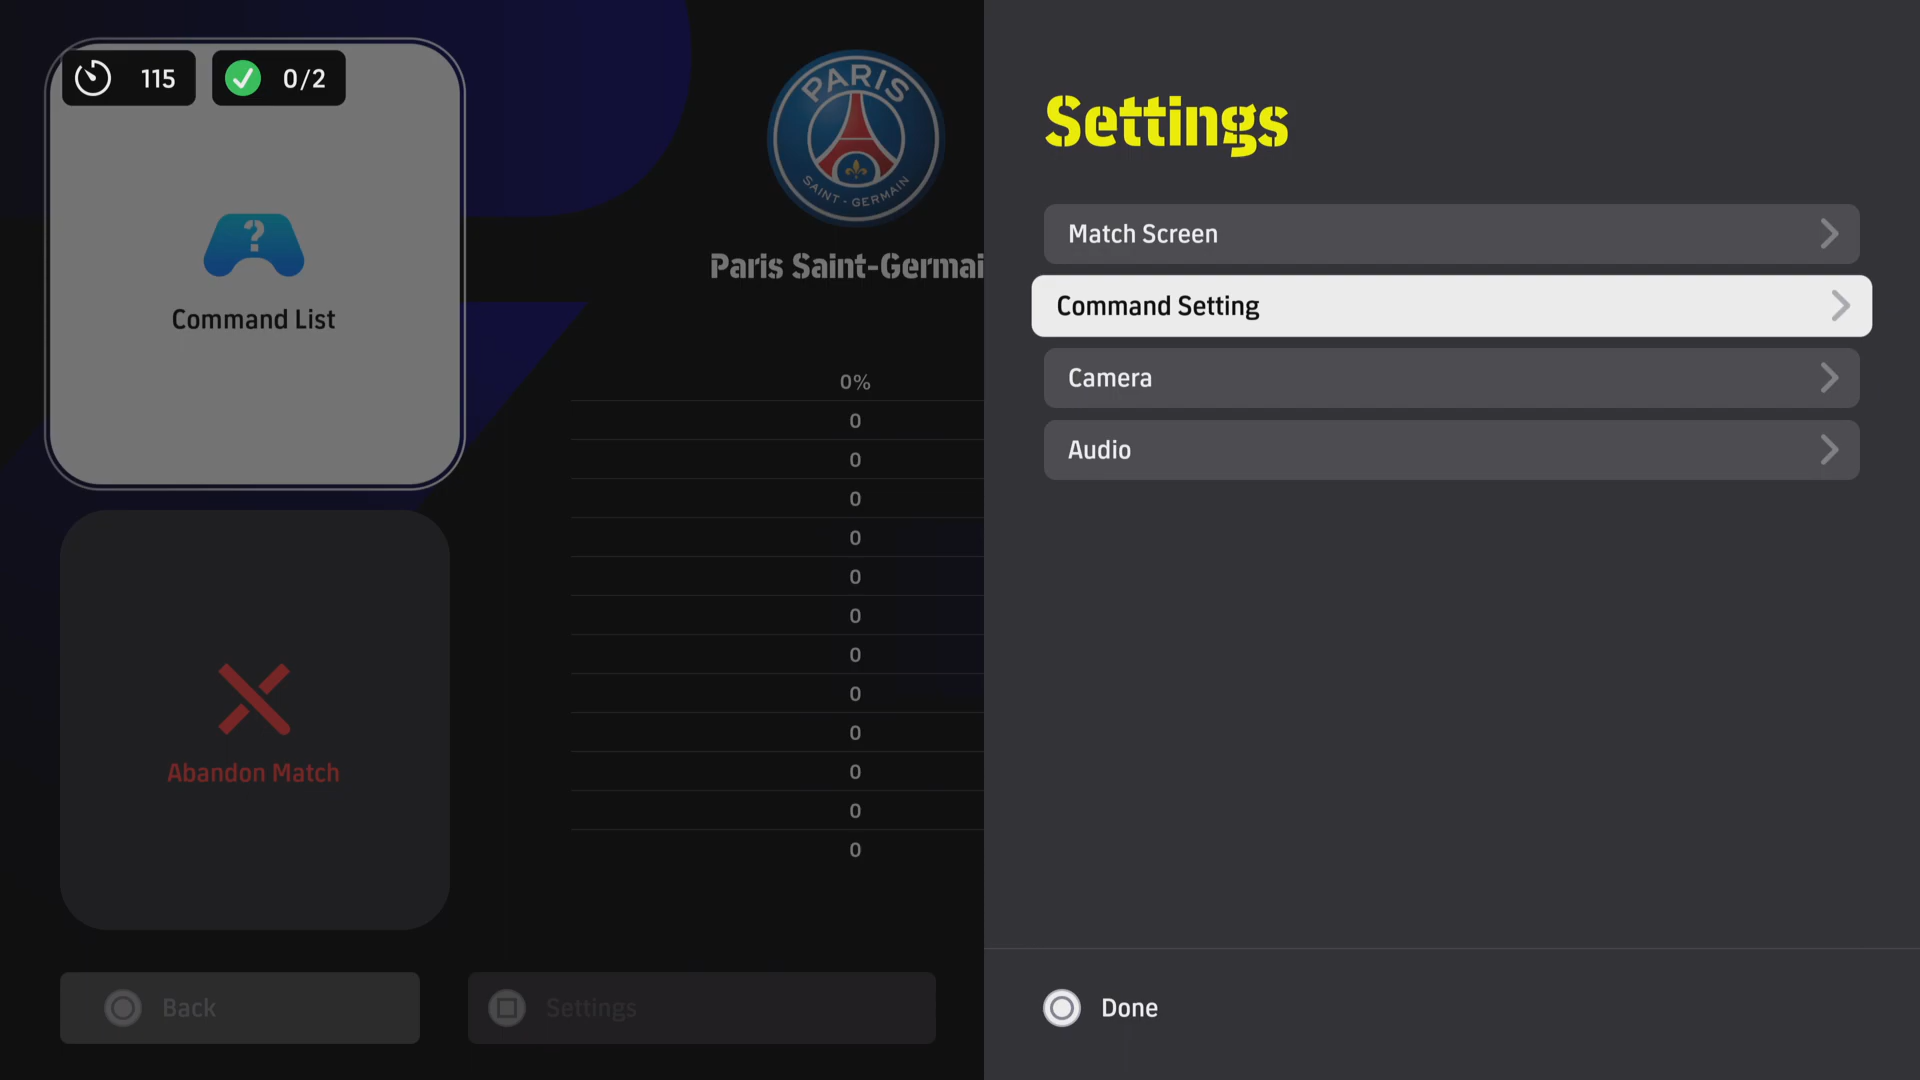 115
0/2
?
Command List
Abandon Match
Back
Settings
PARIS
SAINT-GERMAIN
Paris Saint-Germai
0%
0
0
0
0
0
0
0
0
0
0
0
0
Settings
Match Screen
Command Setting
Camera
Audio
Done